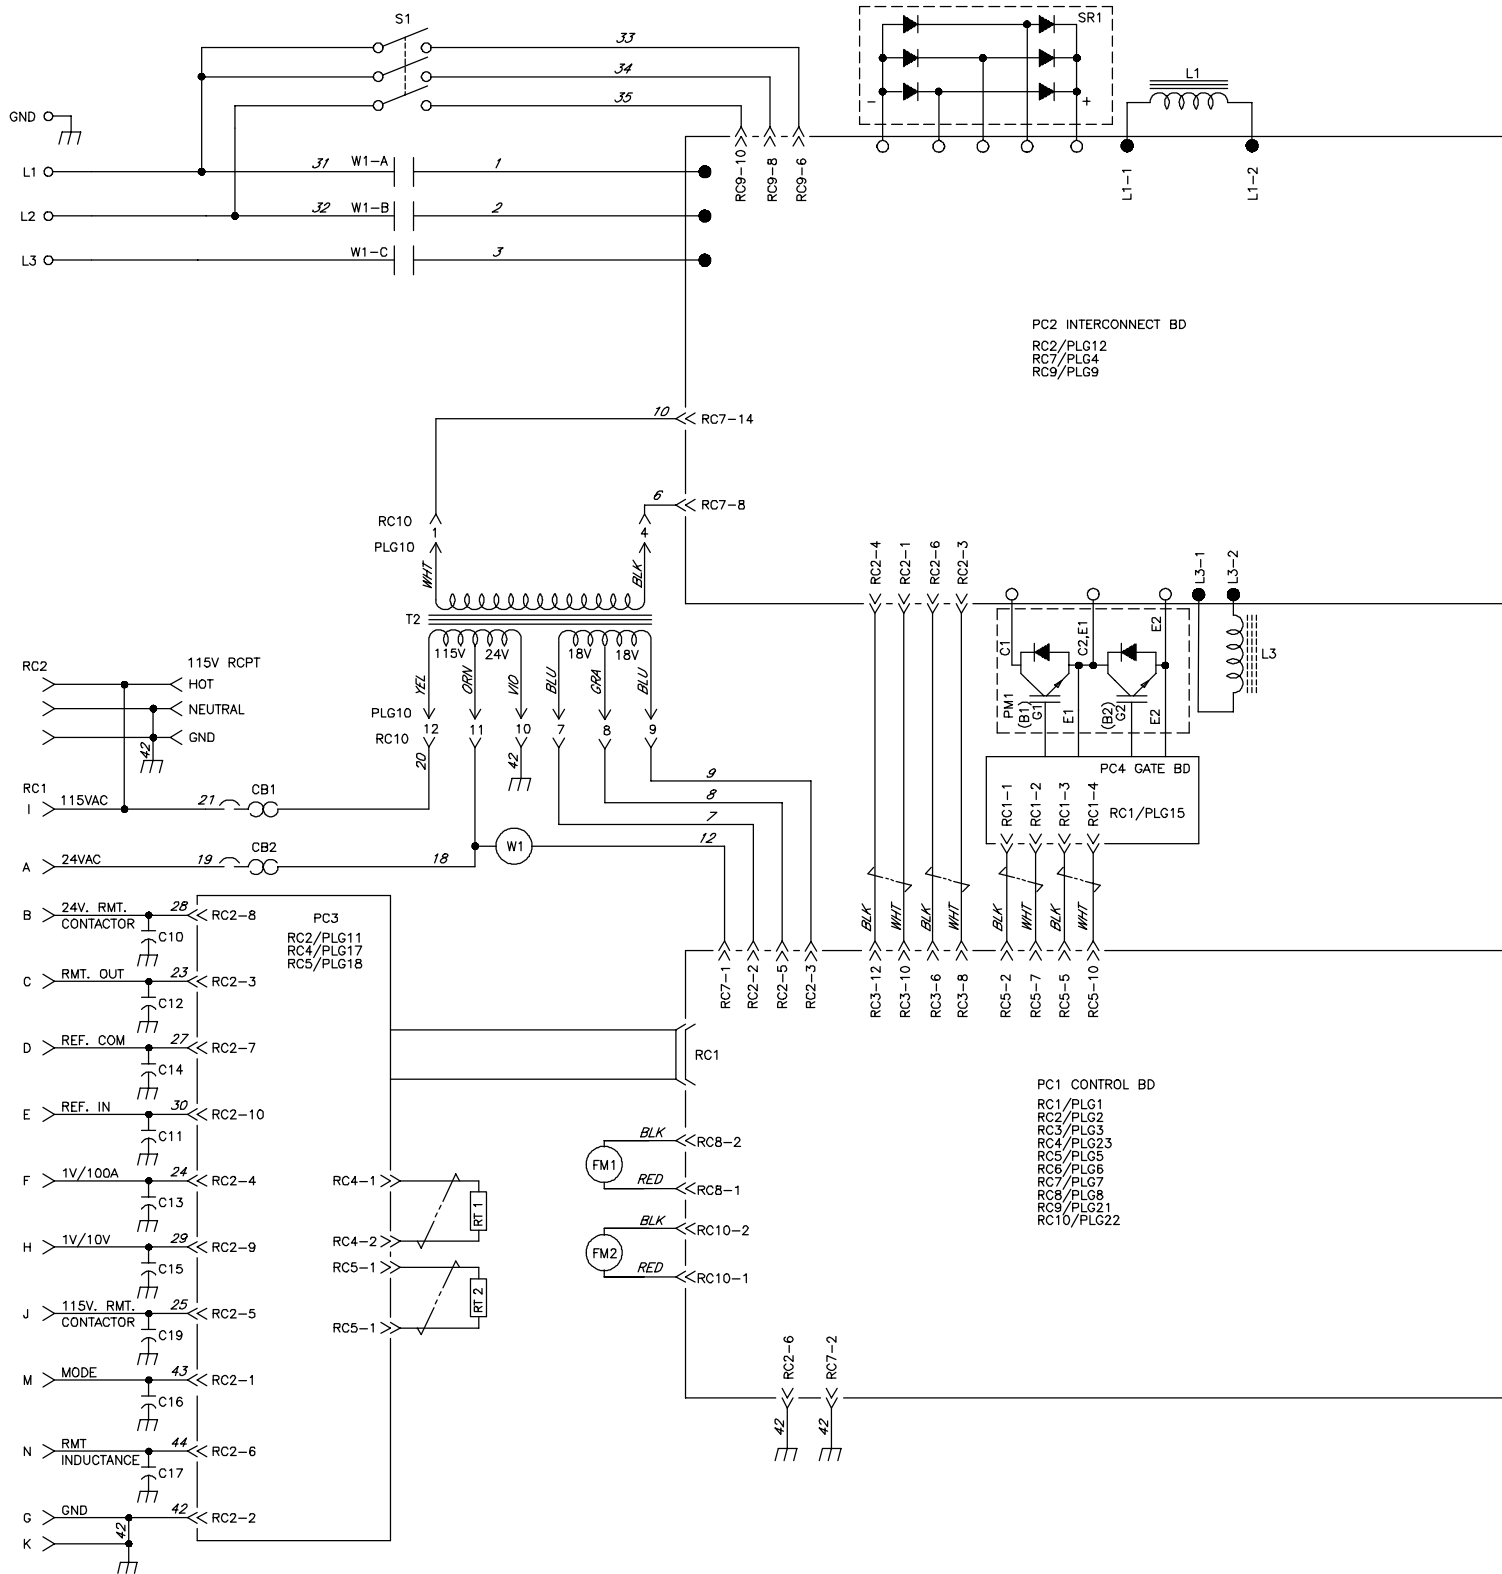 S1
33
34
35
SR1
-
+
L1
GND
L1
31
W1-A
1
L2
32
W1-B
2
L3
W1-C
3
RC9-10
RC9-8
RC9-6
L1-1
L1-2
PC2 INTERCONNECT BD
RC2/PLG12
RC7/PLG4
RC9/PLG9
10
RC7-14
6
RC7-8
RC10
1
4
PLG10
WHT
BLK
T2
115V
24V
18V
18V
YEL
ORN
VIO
BLU
GRA
BLU
PLG10
RC10
12
11
10
7
8
9
20
42
RC2-4
RC2-1
RC2-6
RC2-3
L3-1
L3-2
L3
C1
C2,E1
E2
PM1
(B1)
G1
E1
(B2)
G2
E2
PC4 GATE BD
RC1/PLG15
RC1-1
RC1-2
RC1-3
RC1-4
RC2
115V RCPT
HOT
NEUTRAL
GND
42
RC1
I
115VAC
21
CB1
A
24VAC
19
CB2
18
W1
9
8
7
12
BLK
WHT
BLK
WHT
BLK
WHT
BLK
WHT
RC7-1
RC2-2
RC2-5
RC2-3
RC3-12
RC3-10
RC3-6
RC3-8
RC5-2
RC5-7
RC5-5
RC5-10
PC3
RC2/PLG11
RC4/PLG17
RC5/PLG18
B
24V. RMT.
CONTACTOR
28
RC2-8
C10
C
RMT. OUT
23
RC2-3
C12
D
REF. COM
27
RC2-7
C14
E
REF. IN
30
RC2-10
C11
F
1V/100A
24
RC2-4
C13
H
1V/10V
29
RC2-9
C15
J
115V. RMT.
CONTACTOR
25
RC2-5
C19
M
MODE
43
RC2-1
C16
N
RMT
INDUCTANCE
44
RC2-6
C17
G
GND
42
RC2-2
K
42
RC4-1
RT 1
RC4-2
RC5-1
RT 2
RC5-1
RC1
BLK
RC8-2
FM1
RED
RC8-1
BLK
RC10-2
FM2
RED
RC10-1
PC1 CONTROL BD
RC1/PLG1
RC2/PLG2
RC3/PLG3
RC4/PLG23
RC5/PLG5
RC6/PLG6
RC7/PLG7
RC8/PLG8
RC9/PLG21
RC10/PLG22
RC2-6
RC7-2
42
42